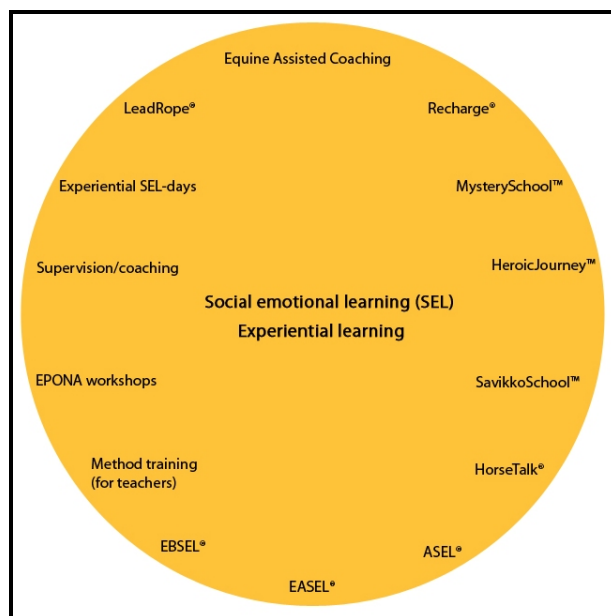 Equine Assisted Coaching
LeadRope®
Recharge®
Experiential SEL-days
MysterySchool™
Supervision/coaching
HeroicJourney™
Social emotional learning (SEL)
Experiential learning
EPONA workshops
SavikkoSchool™
Method training
(for teachers)
HorseTalk®
EBSEL®
ASEL®
EASEL®